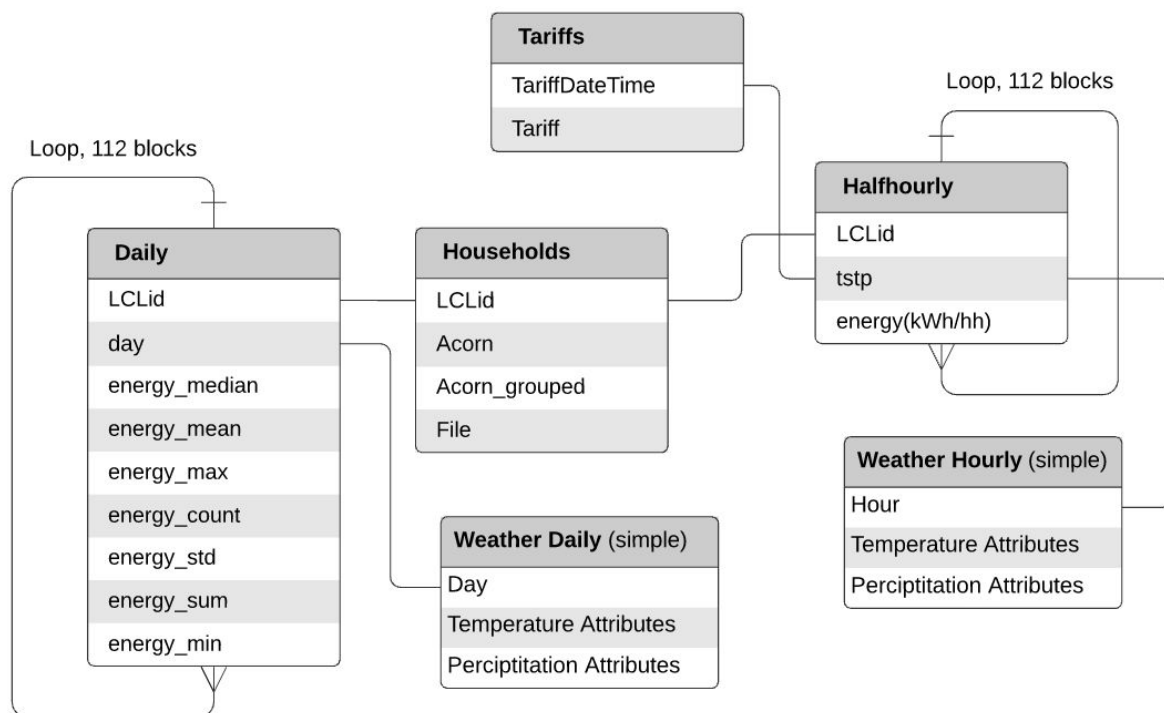 Tariffs
TariffDateTime
Tariff
Loop, 112 blocks
Halfhourly
LCLid
tstp
energy(kWh/hh)
Loop, 112 blocks
Daily
LCLid
day
energy_median
energy_mean
energy_max
energy_count
energy_std
energy_sum
energy_min
Households
LCLid
Acorn
Acorn_grouped
File
Weather Daily (simple)
Day
Temperature Attributes
Perciptitation Attributes
Weather Hourly (simple)
Hour
Temperature Attributes
Perciptitation Attributes